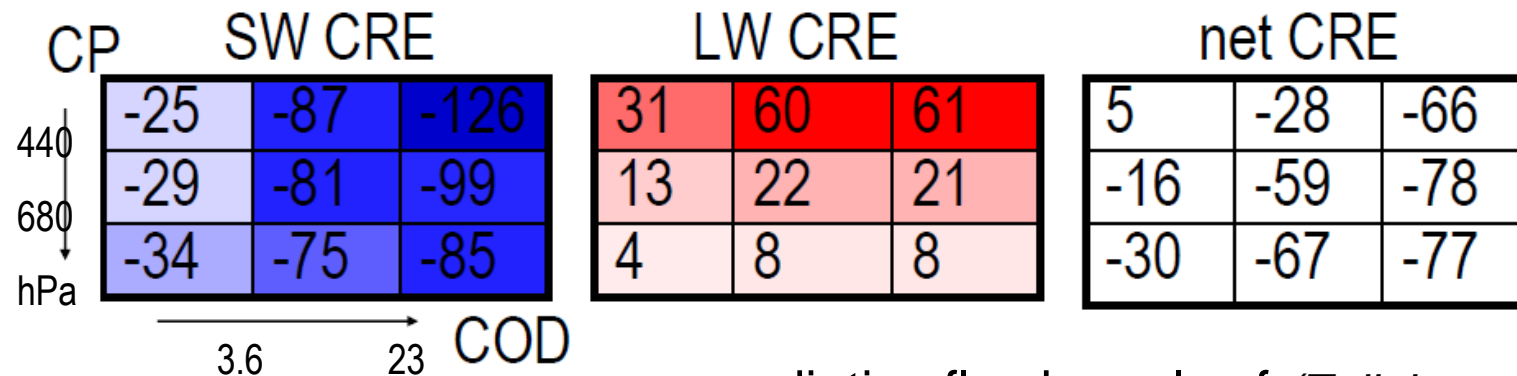 CP SW CRE LW CRE net CRE
-25 -87 -126 31 60 61 5 -28 -66
440
-29 -81 -99 13 22 21 -16 -59 -78
680
-34 -75 -85 4 8 8 -30 -67 -77
hPa
3.6 23 COD